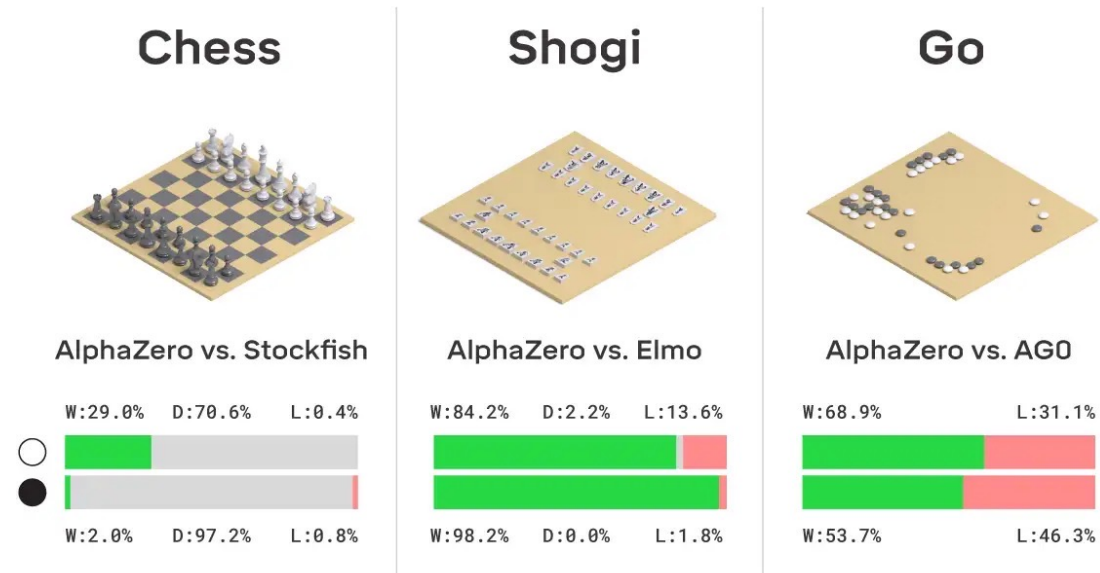 Chess
AlphaZero vs. Stockfish
W:29.0% D:70.6% L:0.4%
W:2.0% D:97.2% L:0.8%
Shogi
AlphaZero vs. Elmo
W:84.2% D:2.2% L:13.6%
W:98.2% D:0.0% L:1.8%
Go
AlphaZero vs. AG0
W:68.9% L:31.1%
W:53.7% L:46.3%